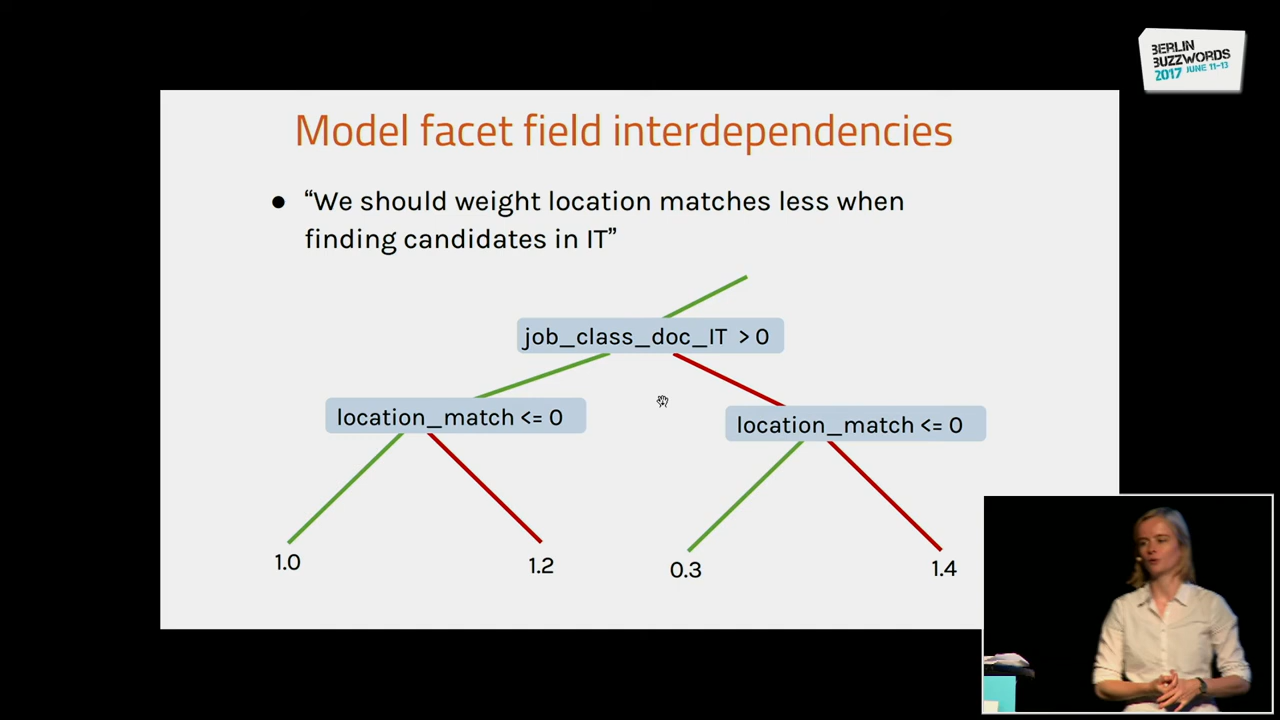 BERLIN
BUZZWORDS
2017 JUNE 11-13
Model facet field interdependencies
● “We should weight location matches less when
finding candidates in IT”
job_class_doc_IT > 0
location_match <= 0
location_match <= 0
1.0
1.2
0.3
1.4